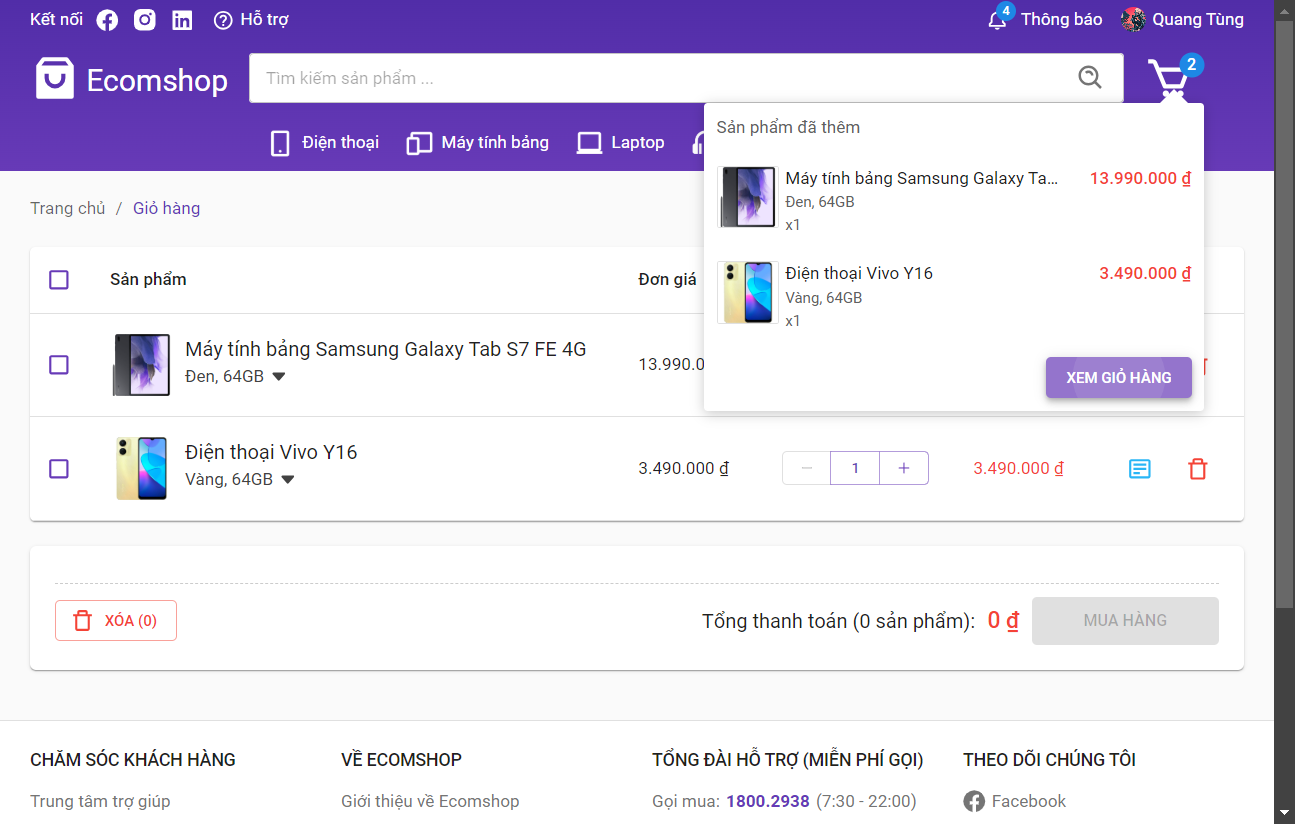 Kết nối
Hỗ trợ
4
Thông báo
Quang Tùng
Ecomshop
Tìm kiếm sản phẩm ...
2
Điện thoại
Máy tính bảng
Laptop
Sản phẩm đã thêm
Máy tính bảng Samsung Galaxy Ta...
13.990.000 ₫
Đen, 64GB
x1
Điện thoại Vivo Y16
3.490.000 ₫
Vàng, 64GB
x1
XEM GIỎ HÀNG
Trang chủ / Giỏ hàng
Sản phẩm
Đơn giá
Máy tính bảng Samsung Galaxy Tab S7 FE 4G
Đen, 64GB
13.990.0
Điện thoại Vivo Y16
Vàng, 64GB
3.490.000 ₫
− 1 +
3.490.000 ₫
XÓA (0)
Tổng thanh toán (0 sản phẩm): 0 ₫
MUA HÀNG
CHĂM SÓC KHÁCH HÀNG
Trung tâm trợ giúp
VỀ ECOMSHOP
Giới thiệu về Ecomshop
TỔNG ĐÀI HỖ TRỢ (MIỄN PHÍ GỌI)
Gọi mua: 1800.2938 (7:30 - 22:00)
THEO DÕI CHÚNG TÔI
Facebook